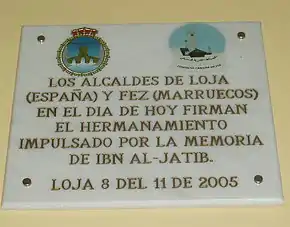 LOS ALCALDES DE LOJA
(ESPAÑA) Y FEZ (MARRUECOS)
EN EL DIA DE HOY FIRMAN
EL HERMANAMIENTO
IMPULSADO POR LA MEMORIA
DE IBN AL-JATIB.
LOJA 8 DEL 11 DE 2005